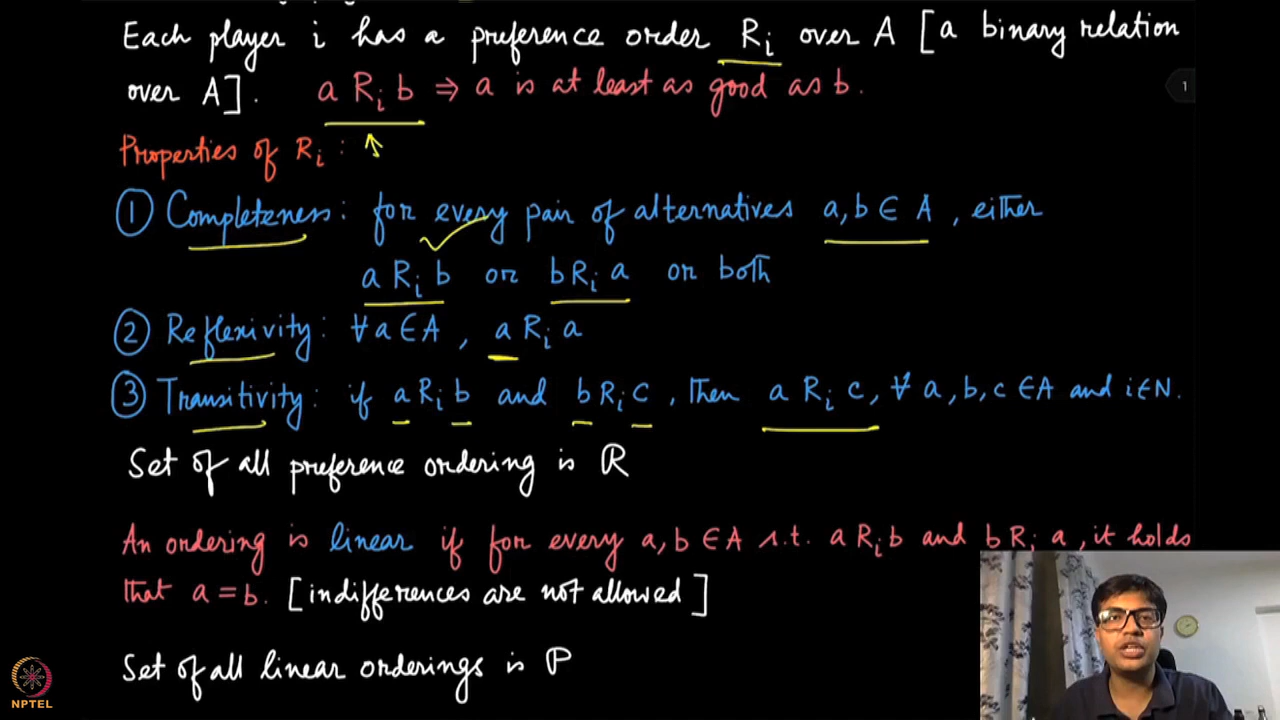 Each player i has a preference order Ri over A [a binary relation
over A]. a Ri b ⇒ a is at least as good as b.
1
Properties of Ri :
① Completeness: for every pair of alternatives a, b ∈ A, either
a Ri b or b Ri a or both
② Reflexivity: ∀ a ∈ A, a Ri a
③ Transitivity: if a Ri b and b Ri c, then a Ri c, ∀ a, b, c ∈ A and i ∈ N.
Set of all preference ordering is ℝ
An ordering is linear if for every a, b ∈ A s.t. a Ri b and b Ri a, it holds
that a = b. [indifferences are not allowed]
Set of all linear orderings is ℙ
NPTEL